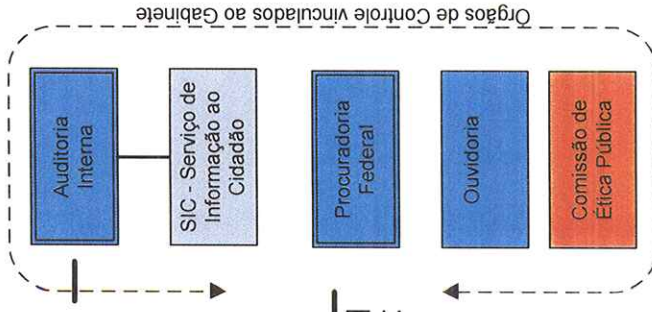 Órgãos de Controle vinculados ao Gabinete
Auditoria
Interna
SIC - Serviço de
Informação ao
Cidadão
Procuradoria
Federal
Ouvidoria
Comissão de
Ética Pública